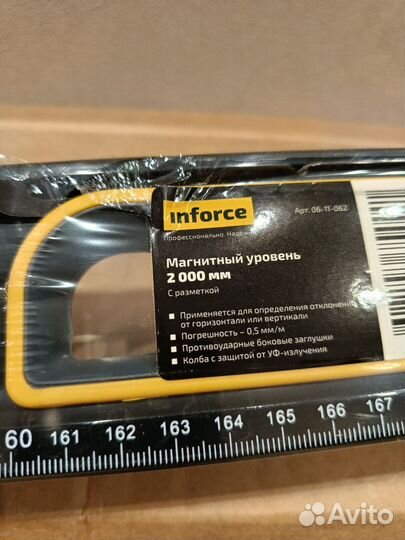 inforce
Арт. 06-11-062
Профессионально.
Магнитный уровень
2 000 мм
С разметкой
Применяется для определения
от горизонтали или вертикали
Погрешность – 0,5 мм/м
Противоударные боковые заглушки
Колба с защитой от УФ-излучения
60 161 162 163 164 165 166 167
Avito